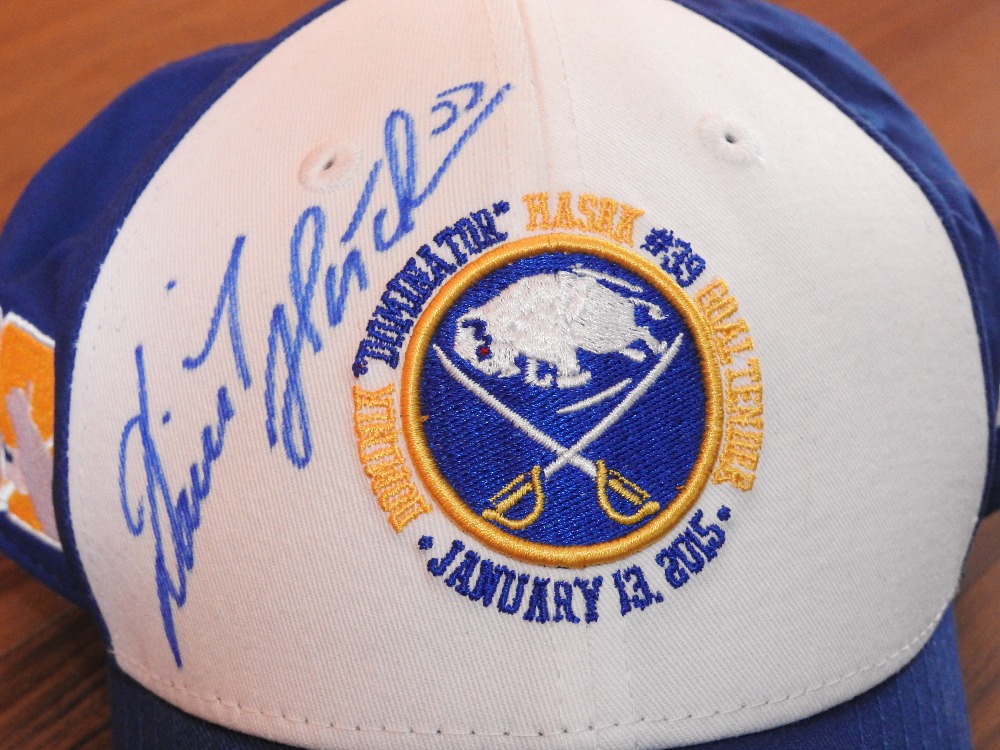 DOMINIK "DOMINATOR" HASEK #39 GOALTENDER
• JANUARY 13, 2015 •